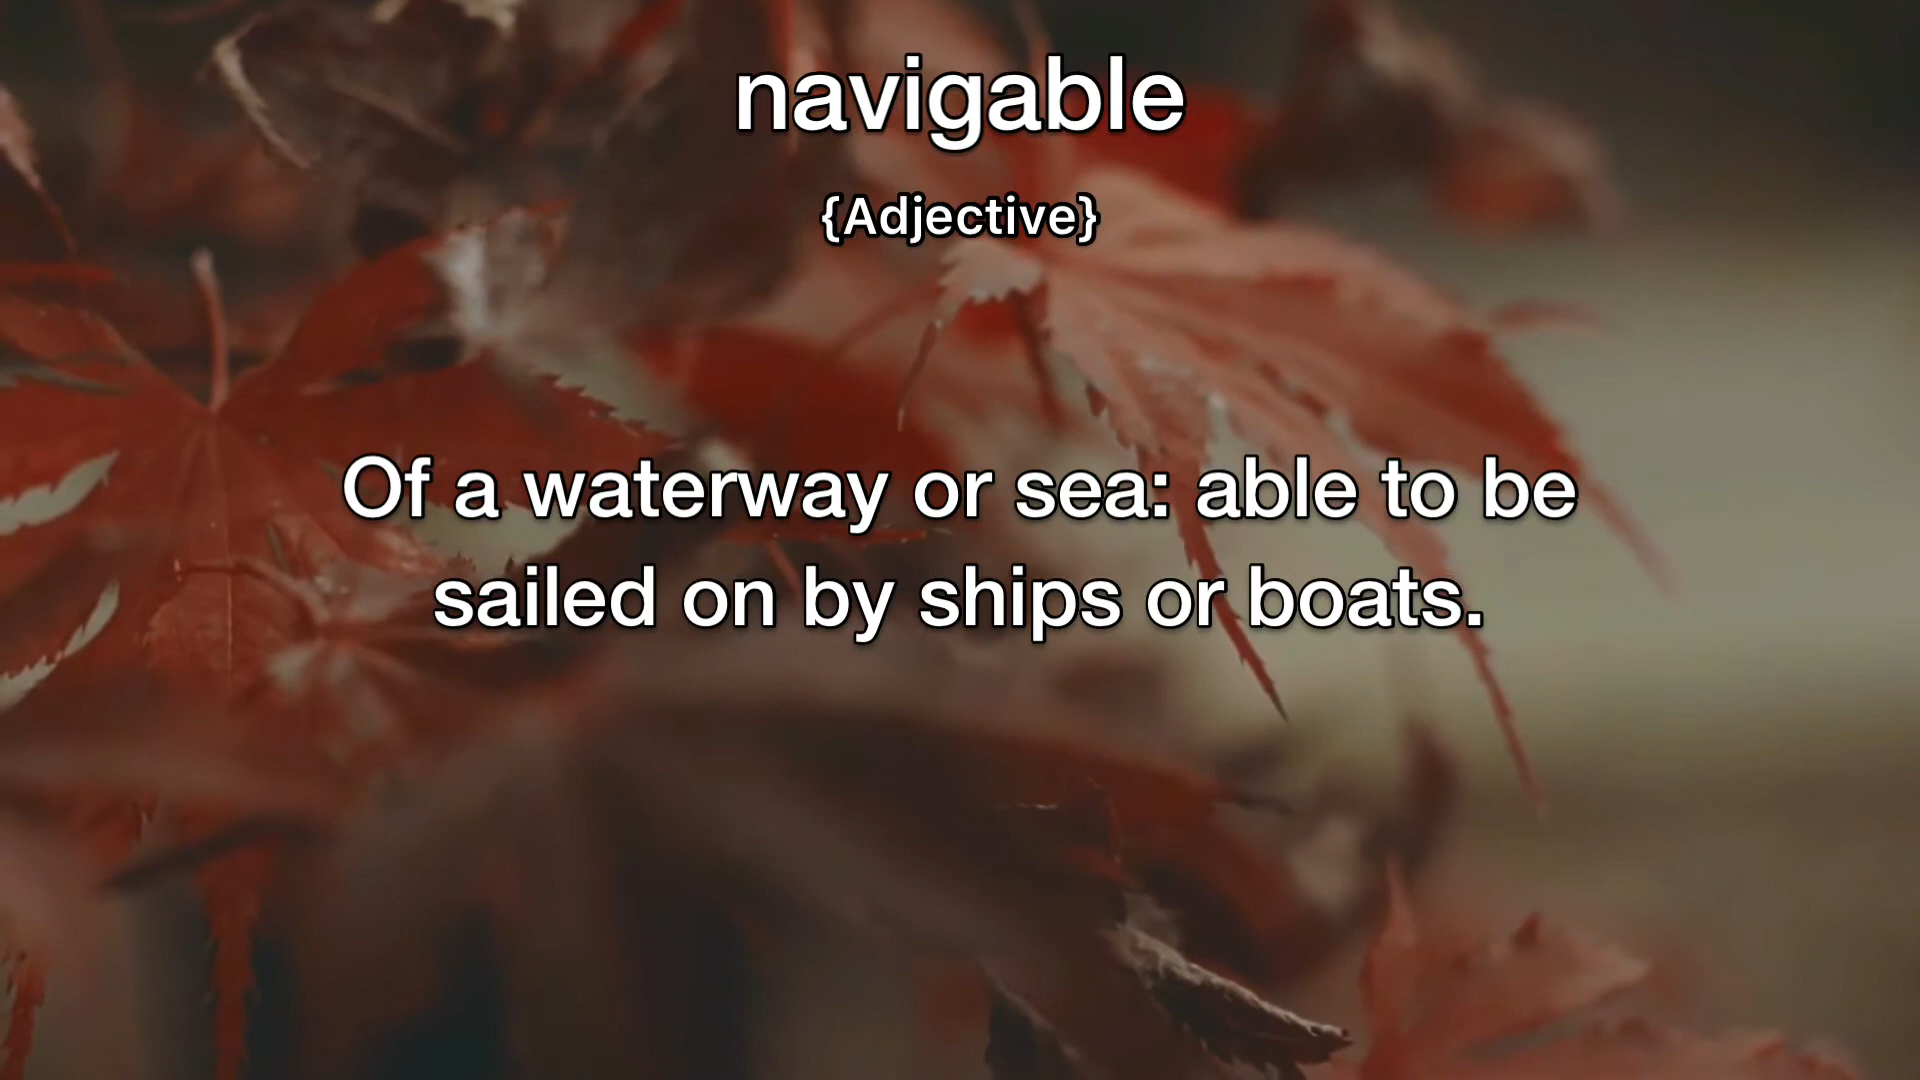 navigable
{Adjective}
Of a waterway or sea: able to be
sailed on by ships or boats.